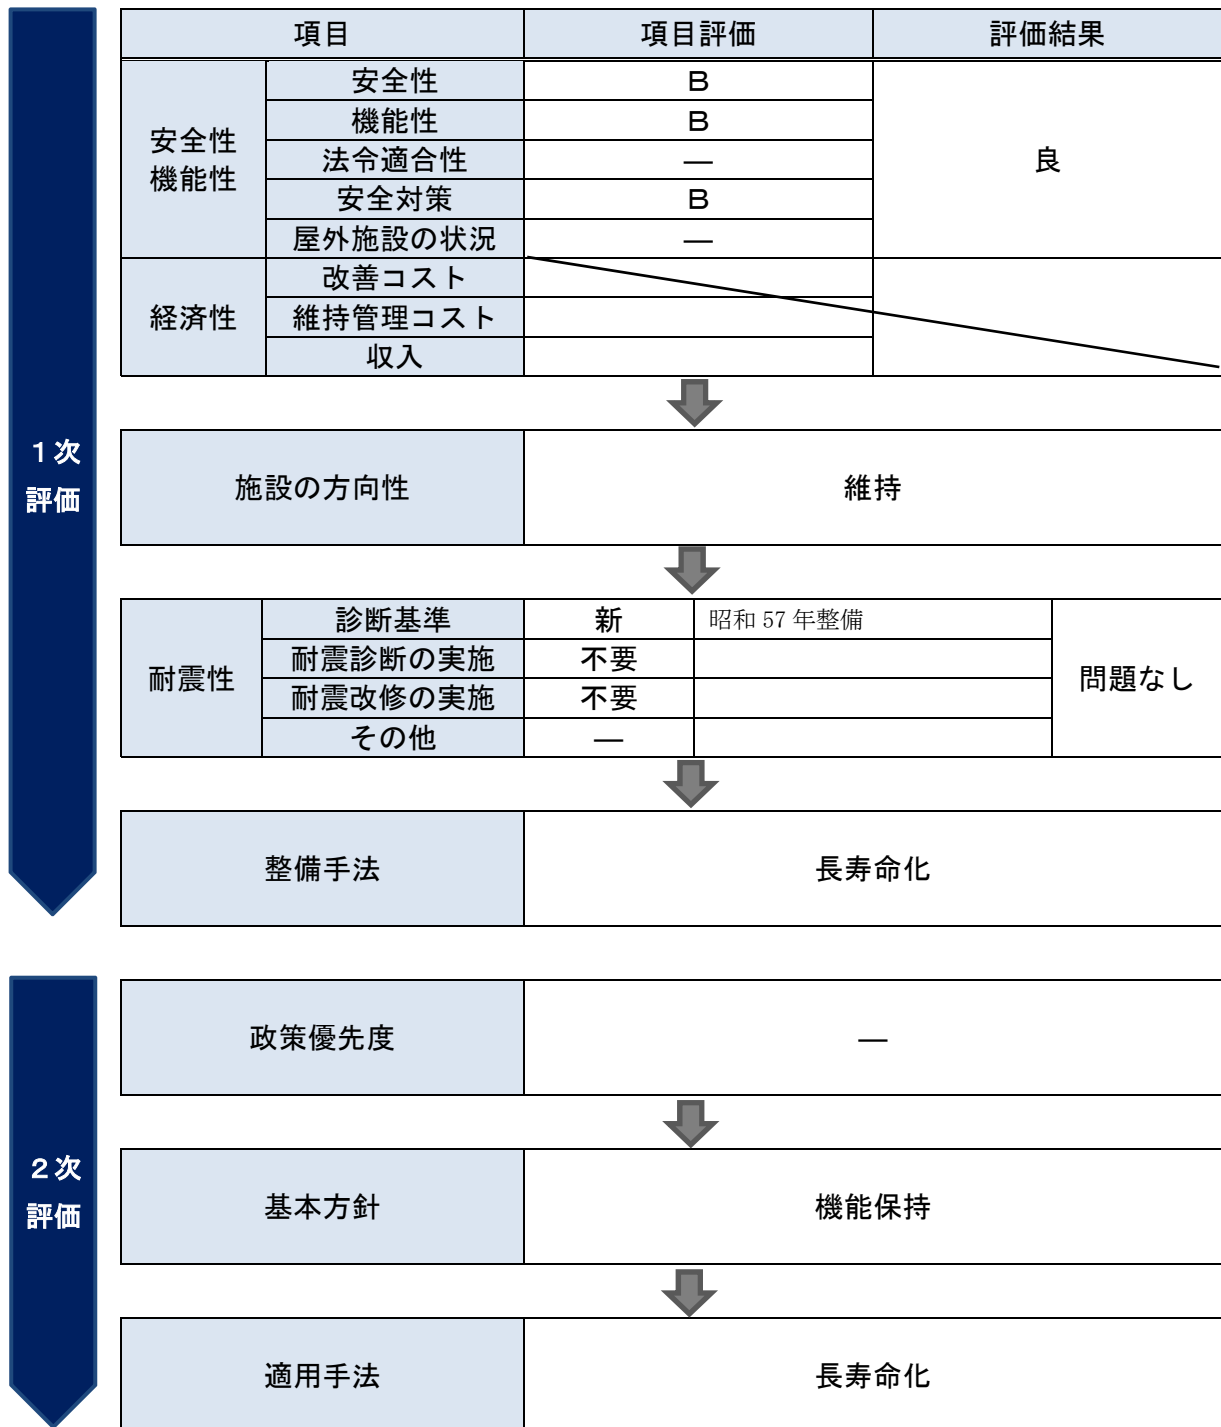 項目 項目評価 評価結果
安全性
機能性
安全性 B
機能性 B
法令適合性 ―
安全対策 B
屋外施設の状況 ―
良
経済性
改善コスト
維持管理コスト
収入
1次
評価
施設の方向性 維持
耐震性
診断基準 新 昭和 57 年整備
耐震診断の実施 不要
耐震改修の実施 不要
その他 ―
問題なし
整備手法 長寿命化
2次
評価
政策優先度 ―
基本方針 機能保持
適用手法 長寿命化